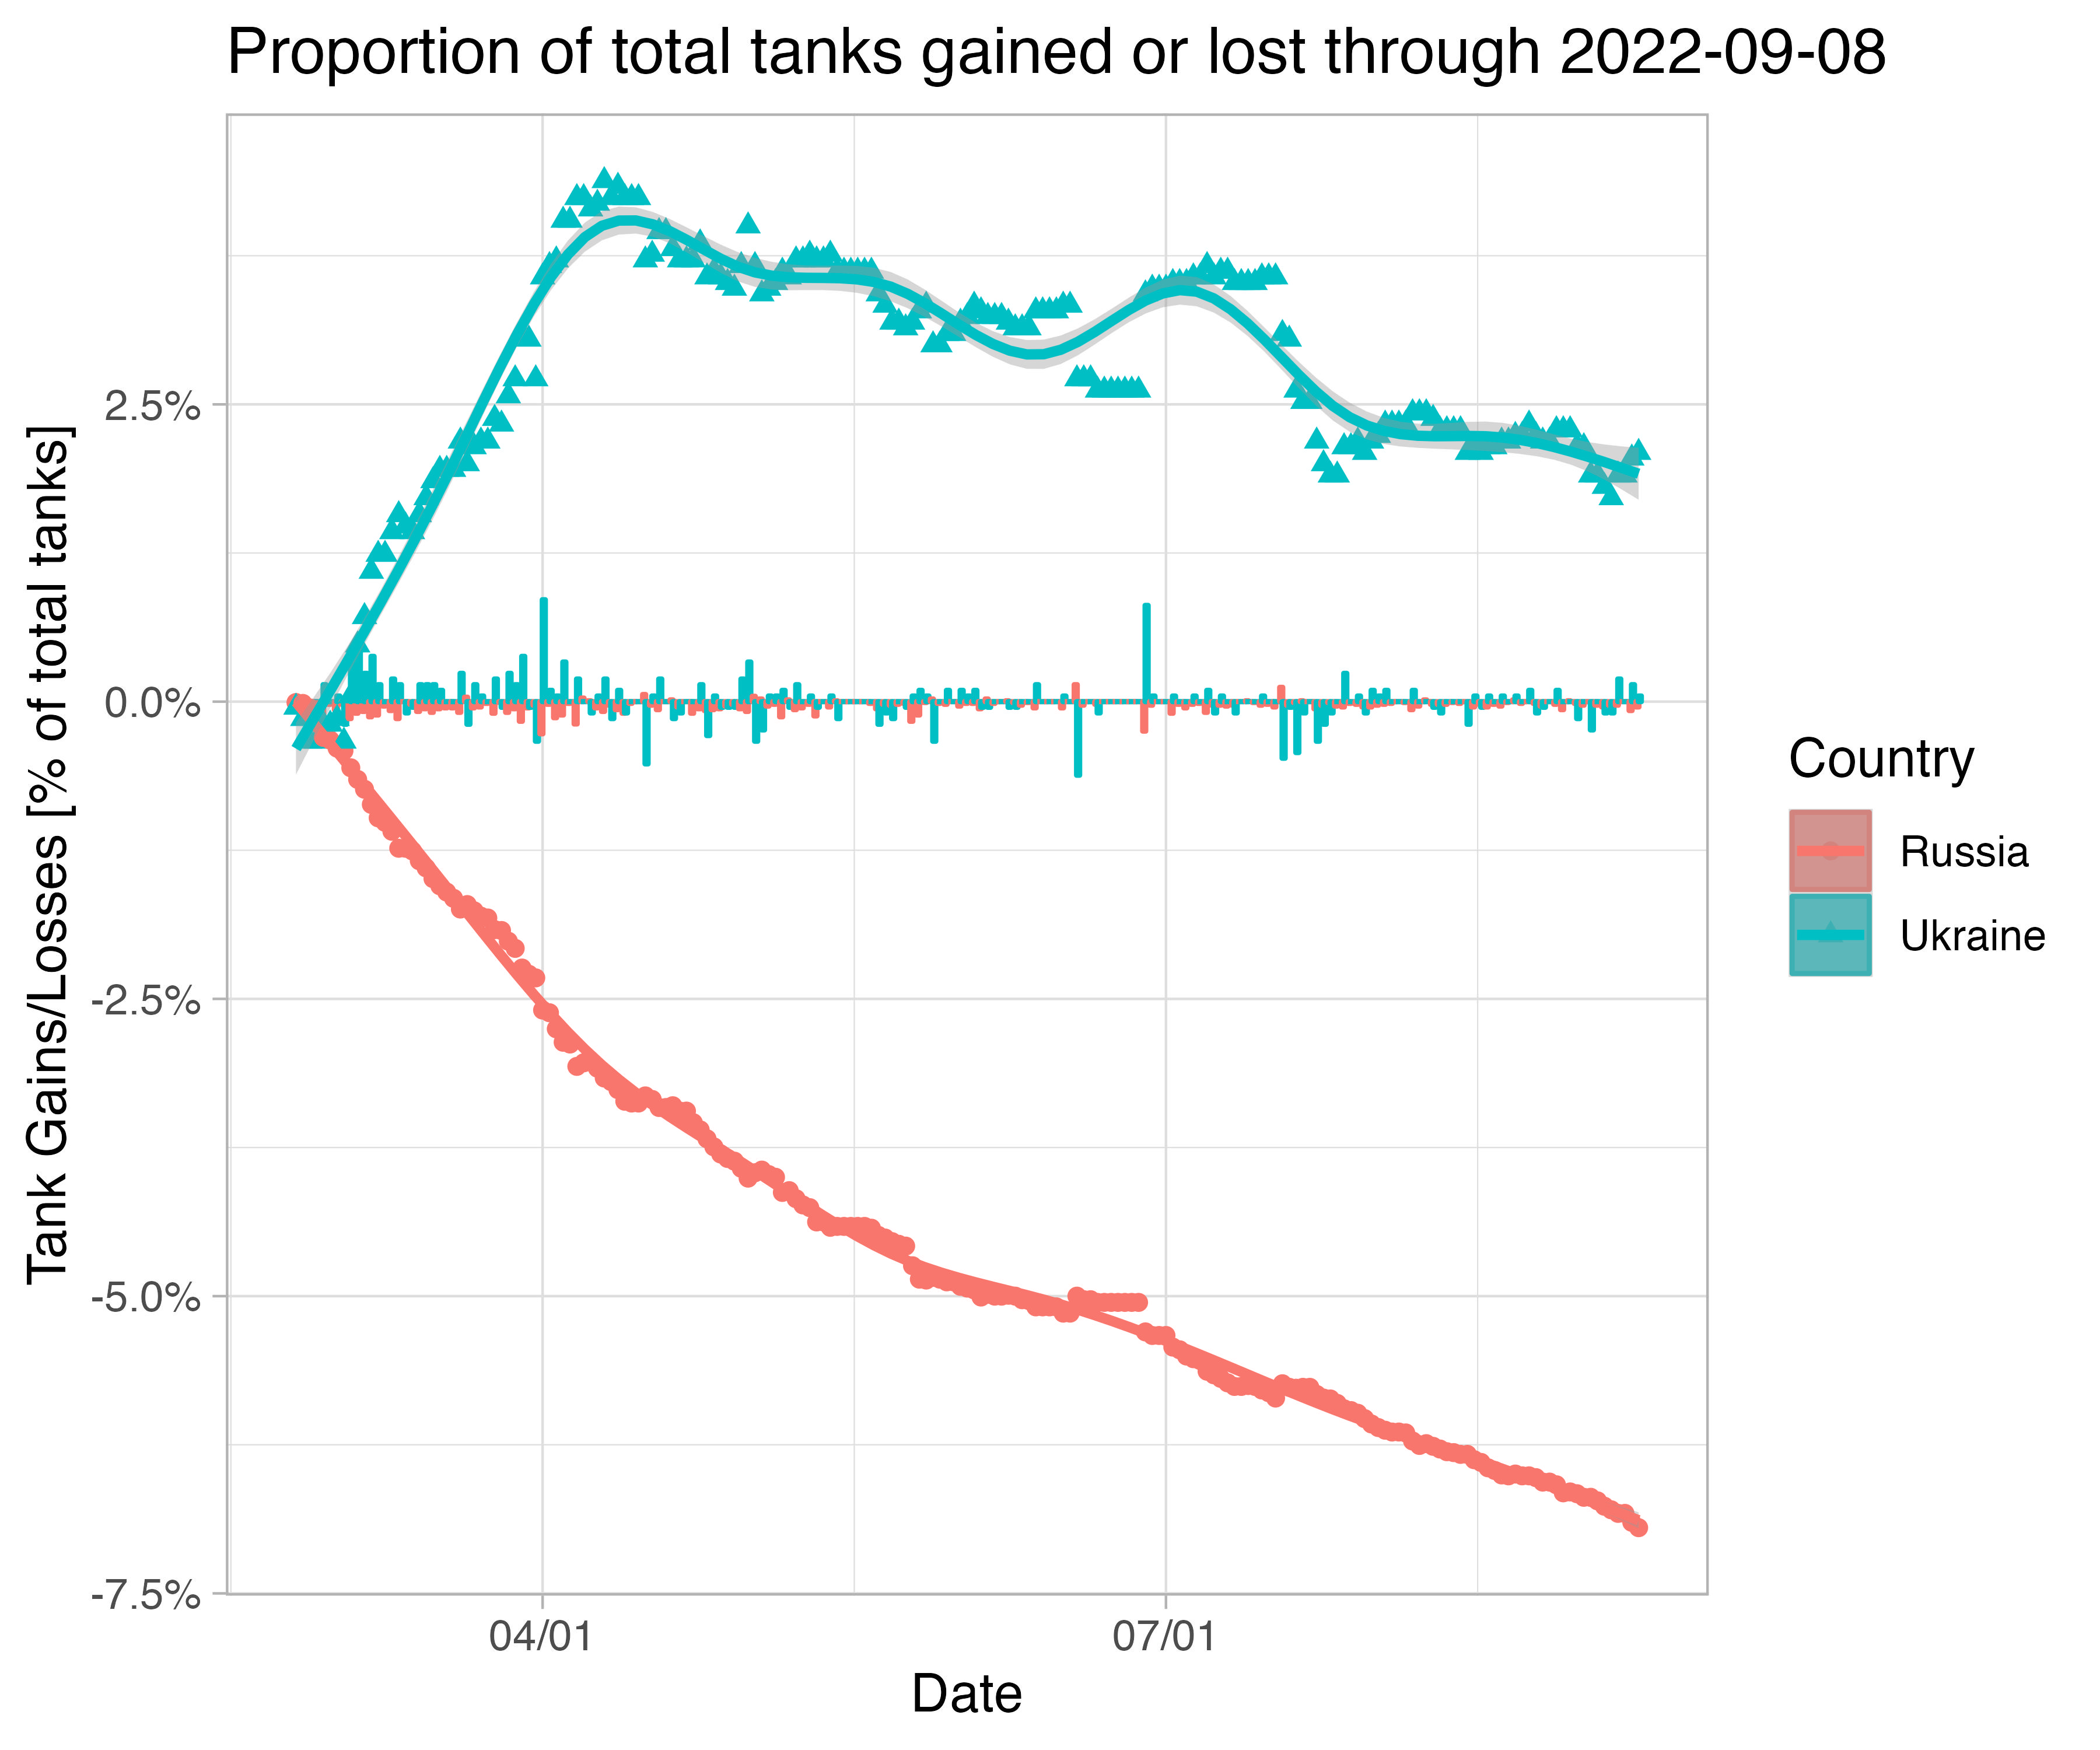 Proportion of total tanks gained or lost through 2022-09-08
Tank Gains/Losses [% of total tanks]
2.5%
0.0%
-2.5%
-5.0%
-7.5%
04/01
07/01
Date
Country
Russia
Ukraine